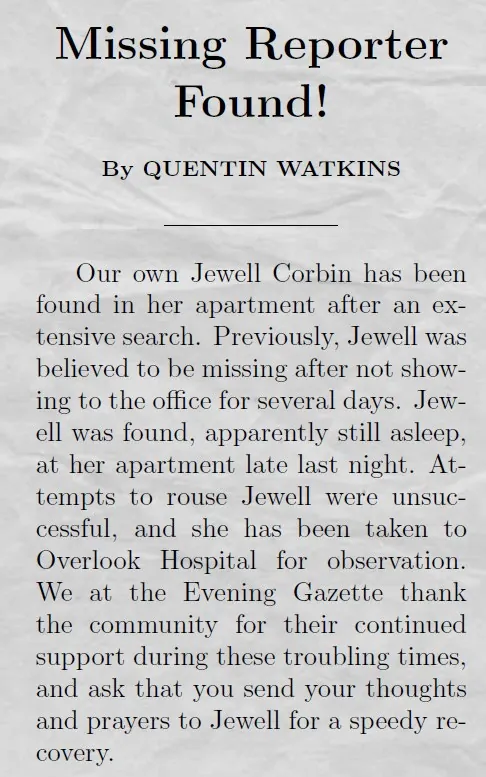 Missing Reporter
Found!
By QUENTIN WATKINS
Our own Jewell Corbin has been
found in her apartment after an ex-
tensive search. Previously, Jewell was
believed to be missing after not show-
ing to the office for several days. Jew-
ell was found, apparently still asleep,
at her apartment late last night. At-
tempts to rouse Jewell were unsuc-
cessful, and she has been taken to
Overlook Hospital for observation.
We at the Evening Gazette thank
the community for their continued
support during these troubling times,
and ask that you send your thoughts
and prayers to Jewell for a speedy re-
covery.